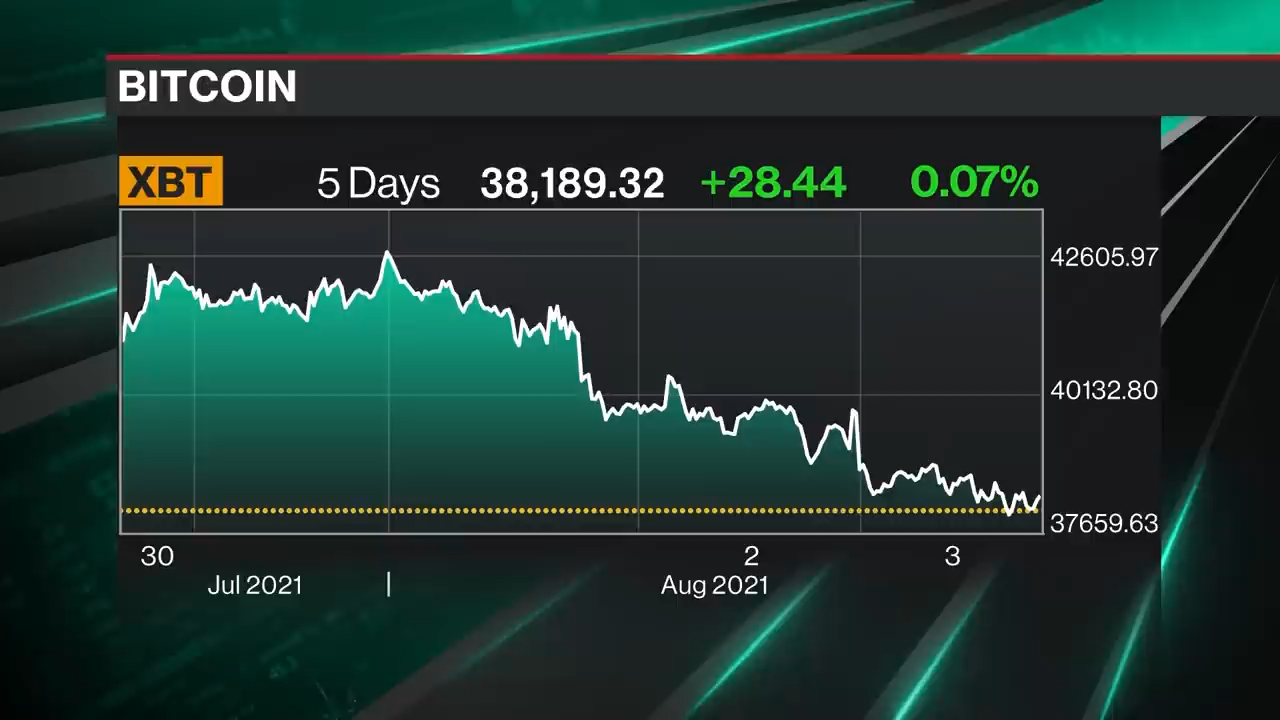 BITCOIN
XBT 5 Days 38,189.32 +28.44 0.07%
42605.97
40132.80
37659.63
30 2 3
Jul 2021 | Aug 2021